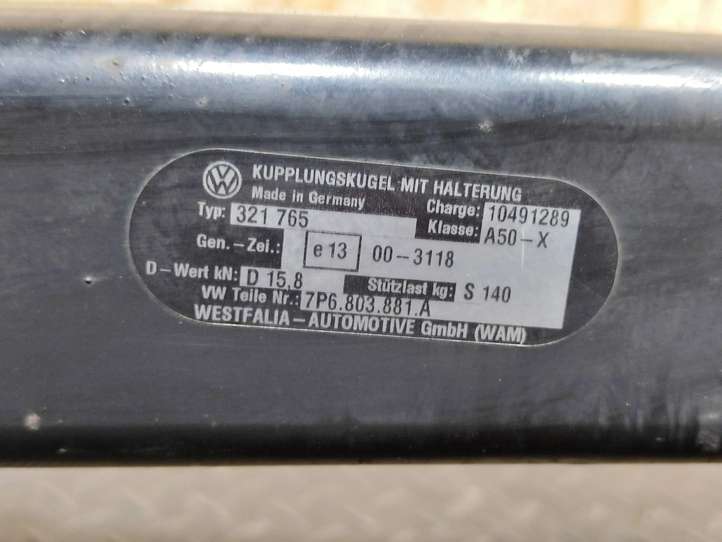 KUPPLUNGSKUGEL MIT HALTERUNG
Made in Germany
Charge: 10491289
Typ: 321 765
Klasse: A50-X
Gen.-Zei.: e 13 00-3118
D-Wert kN: D 15,8 Stützlast kg: S 140
VW Teile Nr.: 7P6.803.881.A
WESTFALIA-AUTOMOTIVE GmbH (WAM)